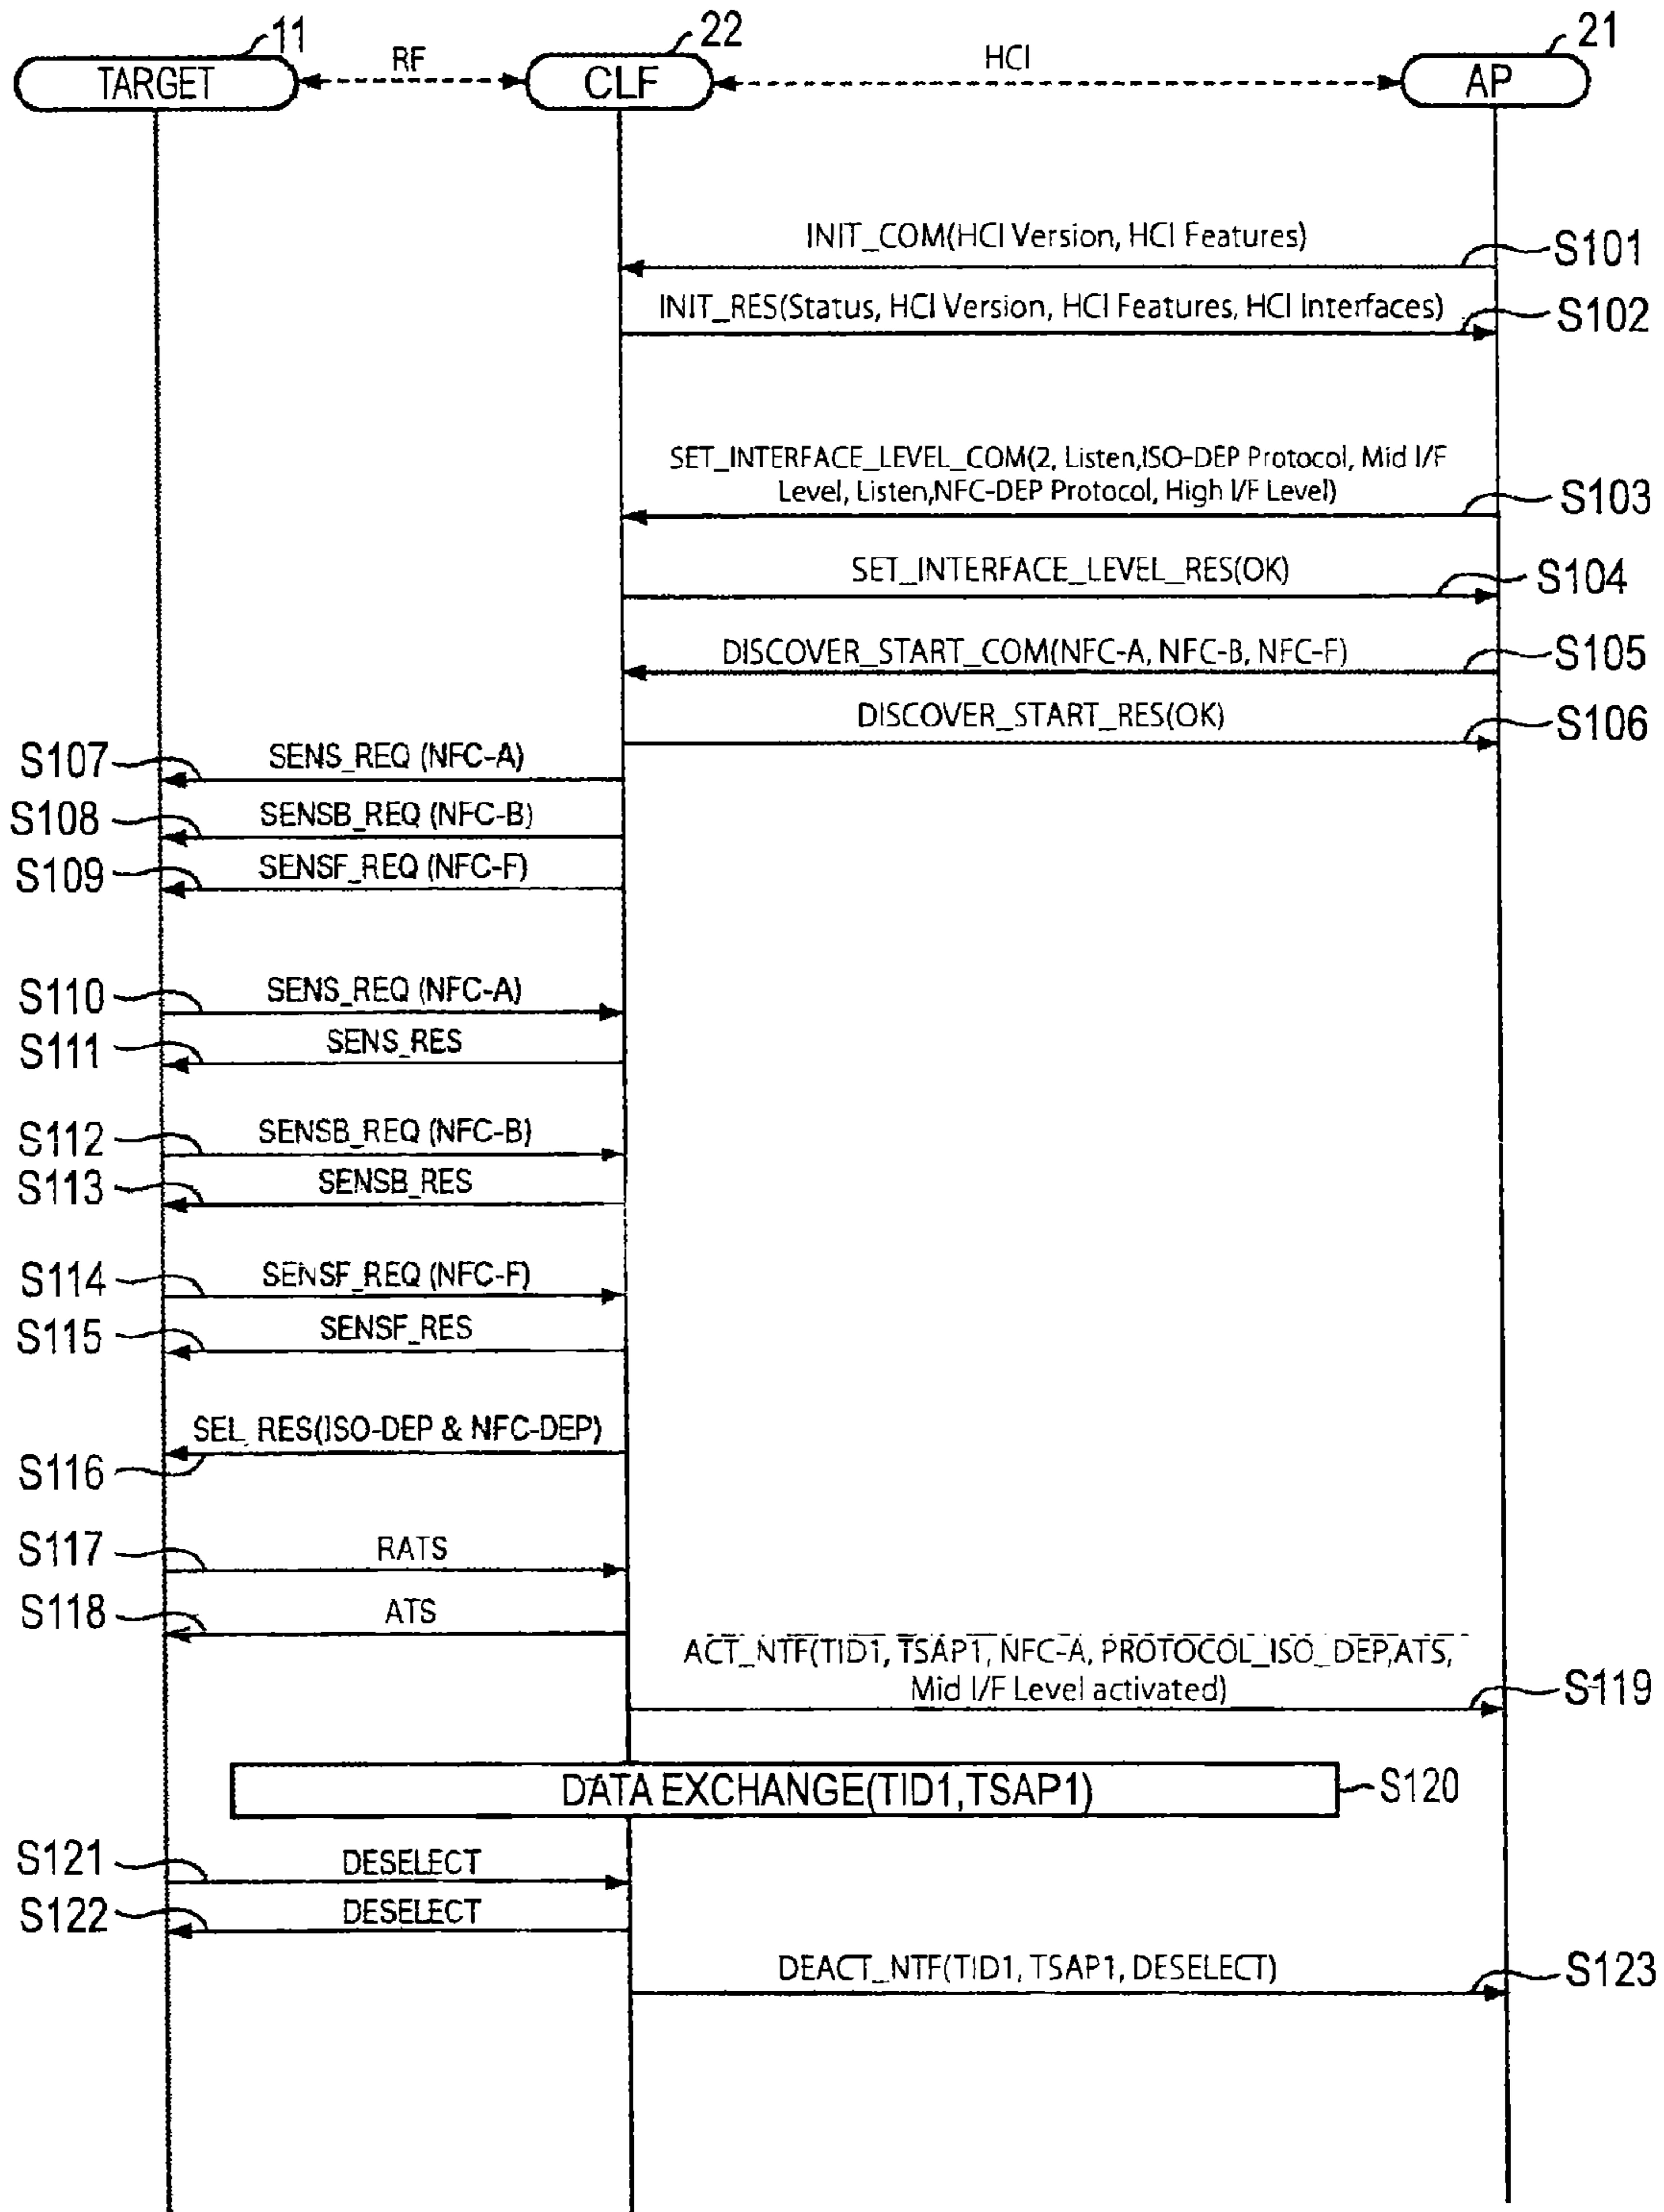 11
22
21
TARGET
RF
CLF
HCI
AP
INIT_COM(HCI Version, HCI Features)
S101
INIT_RES(Status, HCI Version, HCI Features, HCI Interfaces)
S102
SET_INTERFACE_LEVEL_COM(2, Listen,ISO-DEP Protocol, Mid I/F
Level, Listen,NFC-DEP Protocol, High I/F Level)
S103
SET_INTERFACE_LEVEL_RES(OK)
S104
DISCOVER_START_COM(NFC-A, NFC-B, NFC-F)
S105
DISCOVER_START_RES(OK)
S106
S107
SENS_REQ (NFC-A)
S108
SENSB_REQ (NFC-B)
S109
SENSF_REQ (NFC-F)
S110
SENS_REQ (NFC-A)
S111
SENS_RES
S112
SENSB_REQ (NFC-B)
S113
SENSB_RES
S114
SENSF_REQ (NFC-F)
S115
SENSF_RES
SEL_RES(ISO-DEP & NFC-DEP)
S116
S117
RATS
S118
ATS
ACT_NTF(TID1, TSAP1, NFC-A, PROTOCOL_ISO_DEP,ATS,
Mid I/F Level activated)
S119
DATA EXCHANGE(TID1,TSAP1)
S120
S121
DESELECT
S122
DESELECT
DEACT_NTF(TID1, TSAP1, DESELECT)
S123